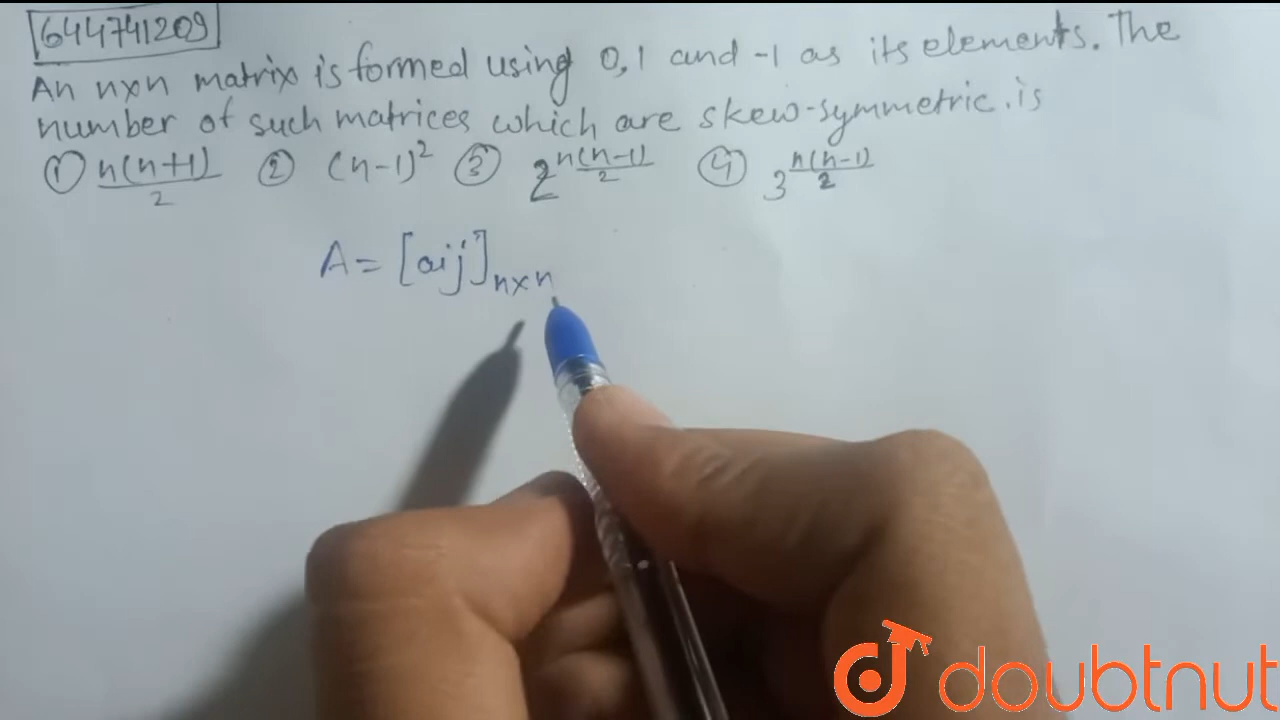 644741209
An nxn matrix is formed using 0,1 and -1 as its elements. The
number of such matrices which are skew-symmetric. is
① n(n+1)/2 ② (n-1)² ③ 2^(n(n-1)/2) ④ 3^(n(n-1)/2)
A = [aij]nxn
doubtnut